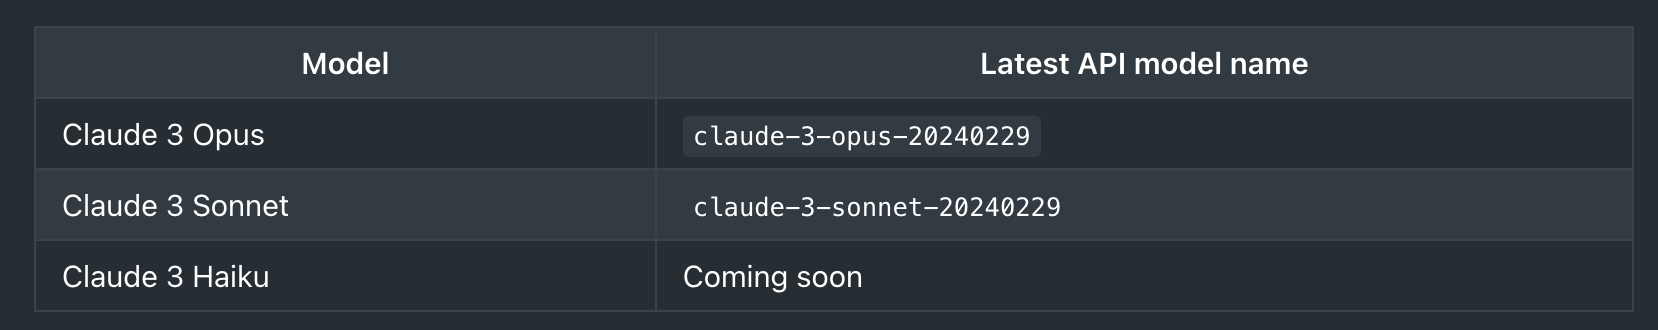 Model Latest API model name
Claude 3 Opus claude-3-opus-20240229
Claude 3 Sonnet claude-3-sonnet-20240229
Claude 3 Haiku Coming soon